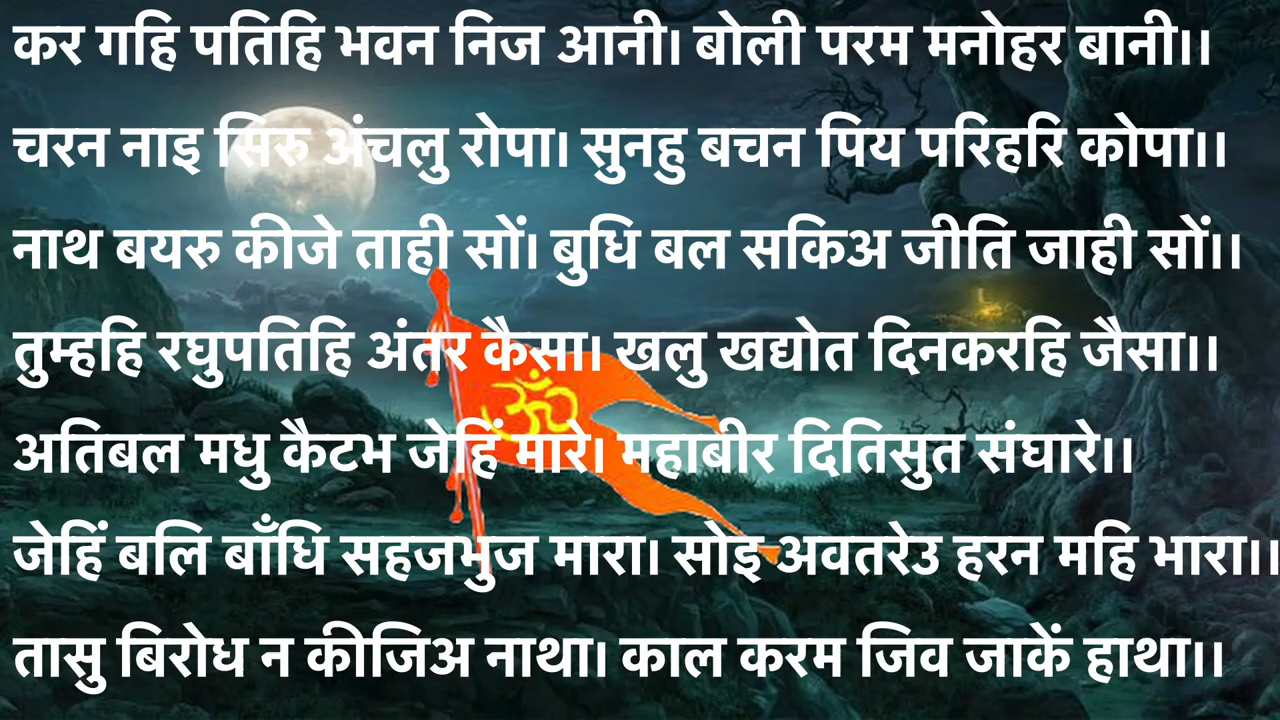 कर गहि पतिहि भवन निज आनी। बोली परम मनोहर बानी।।
चरन नाइ सिरु अंचलु रोपा। सुनहु बचन पिय परिहरि कोपा।।
नाथ बयरु कीजे ताही सों। बुधि बल सकिअ जीति जाही सों।।
तुम्हहि रघुपतिहि अंतर कैसा। खलु खद्योत दिनकरहि जैसा।।
अतिबल मधु कैटभ जेहिं मारे। महाबीर दितिसुत संघारे।।
जेहिं बलि बाँधि सहजभुज मारा। सोइ अवतरेउ हरन महि भारा।।
तासु बिरोध न कीजिअ नाथा। काल करम जिव जाकें हाथा।।
ॐ